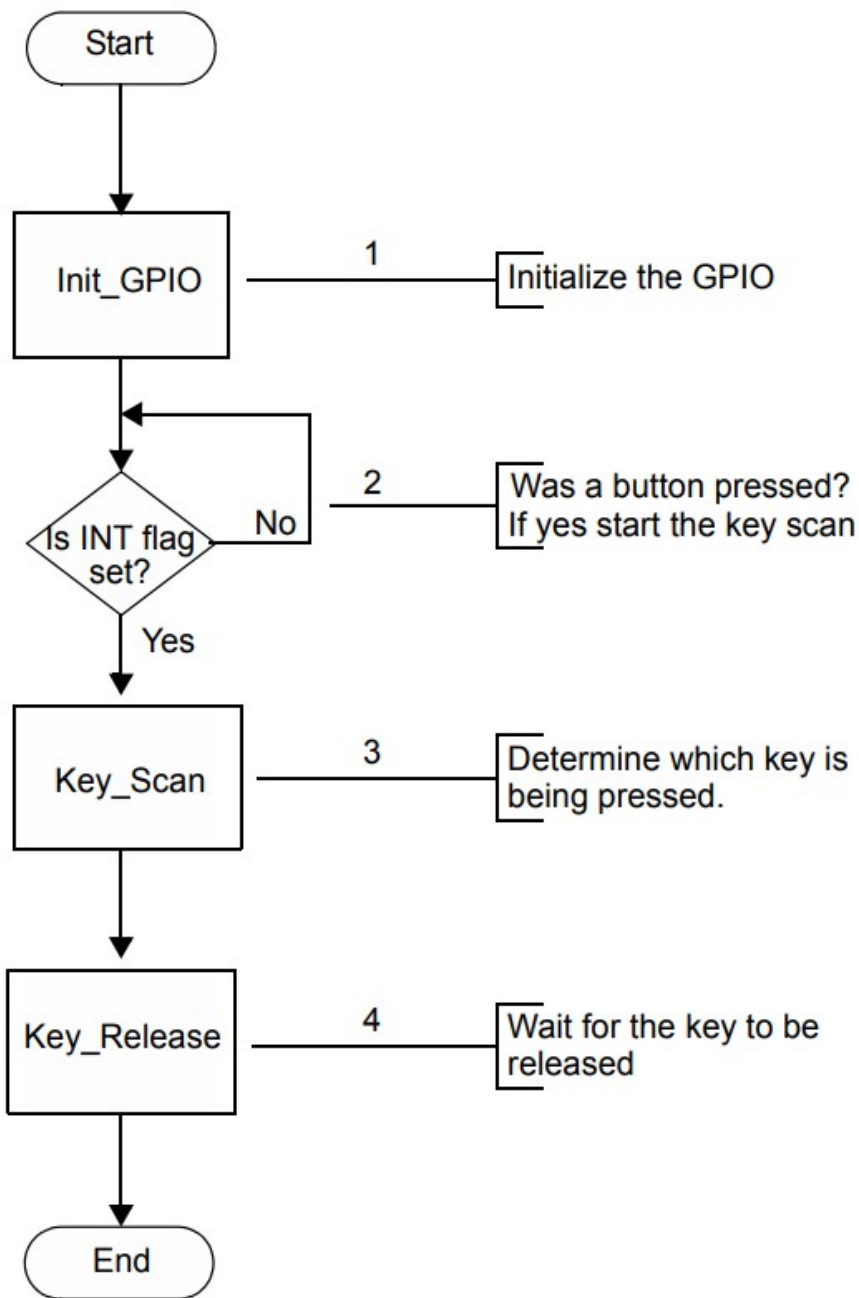 Start
Init_GPIO
1
Initialize the GPIO
Is INT flag
set?
No
2
Was a button pressed?
If yes start the key scan
Yes
Key_Scan
3
Determine which key is
being pressed.
Key_Release
4
Wait for the key to be
released
End